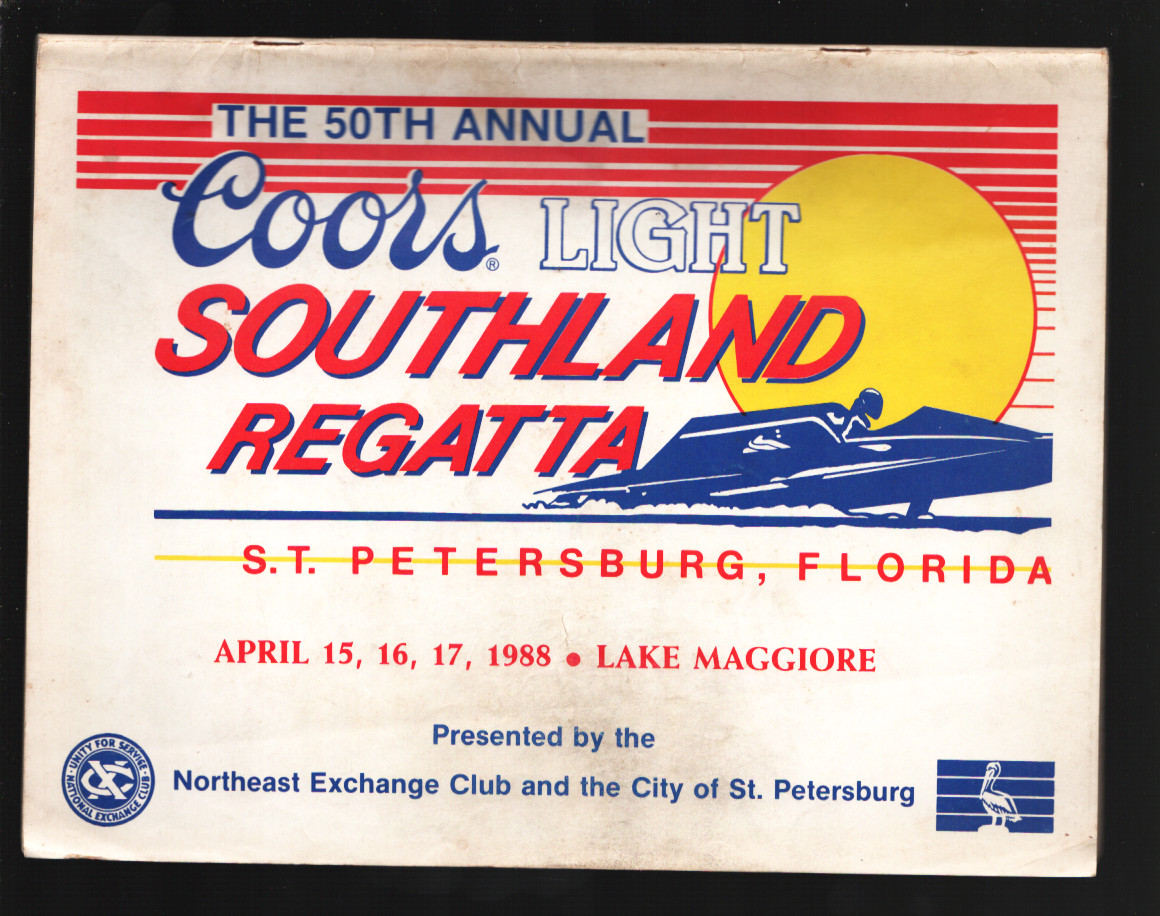 THE 50TH ANNUAL
Coors® LIGHT
SOUTHLAND
REGATTA
S.T. PETERSBURG, FLORIDA
APRIL 15, 16, 17, 1988 • LAKE MAGGIORE
Presented by the
Northeast Exchange Club and the City of St. Petersburg
UNITY FOR SERVICE
NATIONAL EXCHANGE CLUB